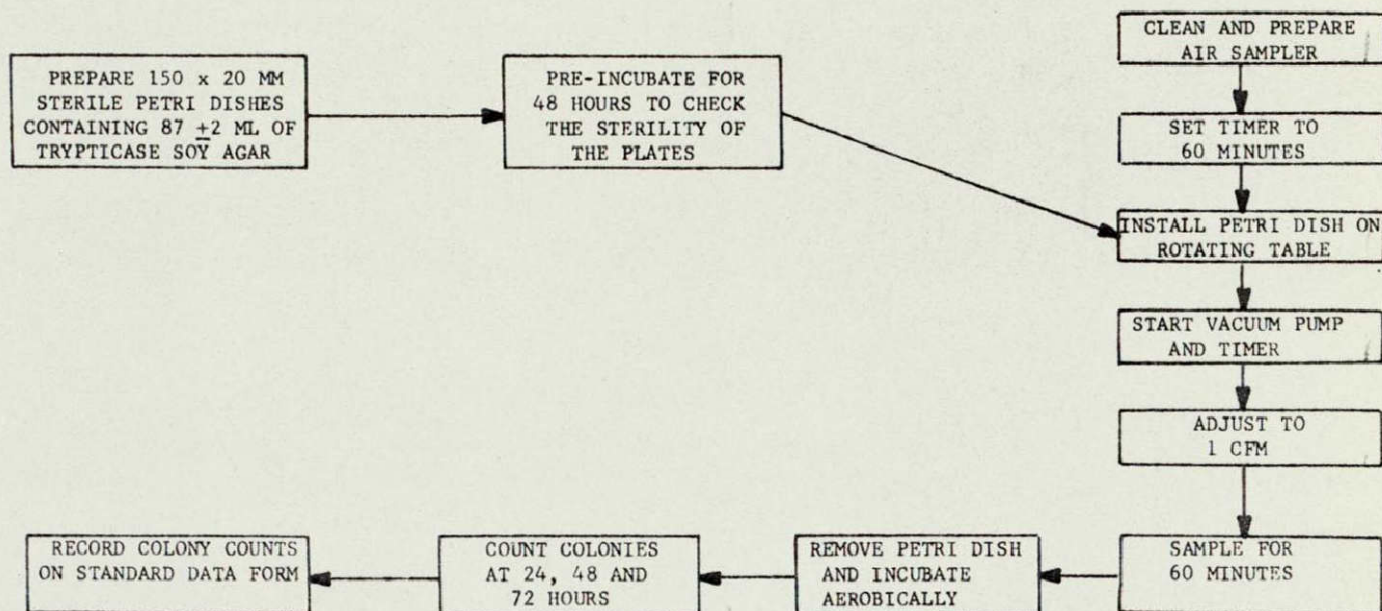 PREPARE 150 x 20 MM
STERILE PETRI DISHES
CONTAINING 87 ±2 ML OF
TRYPTICASE SOY AGAR
PRE-INCUBATE FOR
48 HOURS TO CHECK
THE STERILITY OF
THE PLATES
CLEAN AND PREPARE
AIR SAMPLER
SET TIMER TO
60 MINUTES
INSTALL PETRI DISH ON
ROTATING TABLE
START VACUUM PUMP
AND TIMER
ADJUST TO
1 CFM
SAMPLE FOR
60 MINUTES
REMOVE PETRI DISH
AND INCUBATE
AEROBICALLY
COUNT COLONIES
AT 24, 48 AND
72 HOURS
RECORD COLONY COUNTS
ON STANDARD DATA FORM